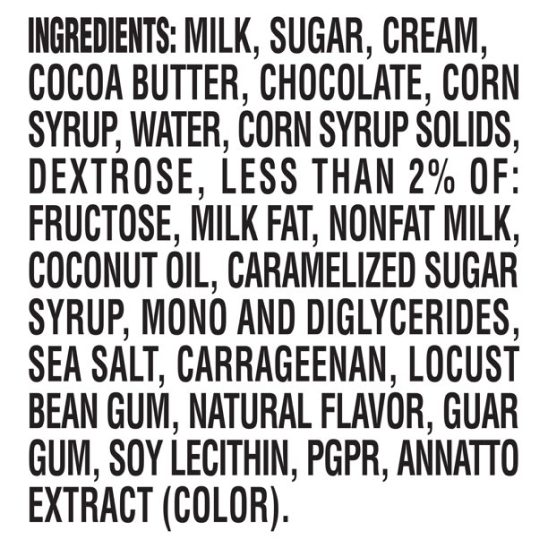 INGREDIENTS: MILK, SUGAR, CREAM,
COCOA BUTTER, CHOCOLATE, CORN
SYRUP, WATER, CORN SYRUP SOLIDS,
DEXTROSE, LESS THAN 2% OF:
FRUCTOSE, MILK FAT, NONFAT MILK,
COCONUT OIL, CARAMELIZED SUGAR
SYRUP, MONO AND DIGLYCERIDES,
SEA SALT, CARRAGEENAN, LOCUST
BEAN GUM, NATURAL FLAVOR, GUAR
GUM, SOY LECITHIN, PGPR, ANNATTO
EXTRACT (COLOR).